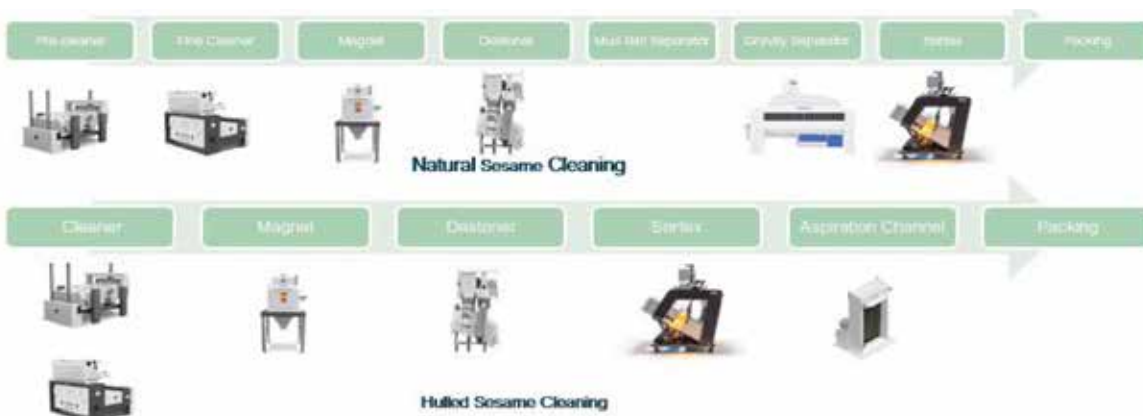 Pre-cleaner
Fine Cleaner
Magnet
Destoner
Mud Ball Separator
Gravity Separator
Sortex
Packing
Natural Sesame Cleaning
Cleaner
Magnet
Destoner
Sortex
Aspiration Channel
Packing
Hulled Sesame Cleaning